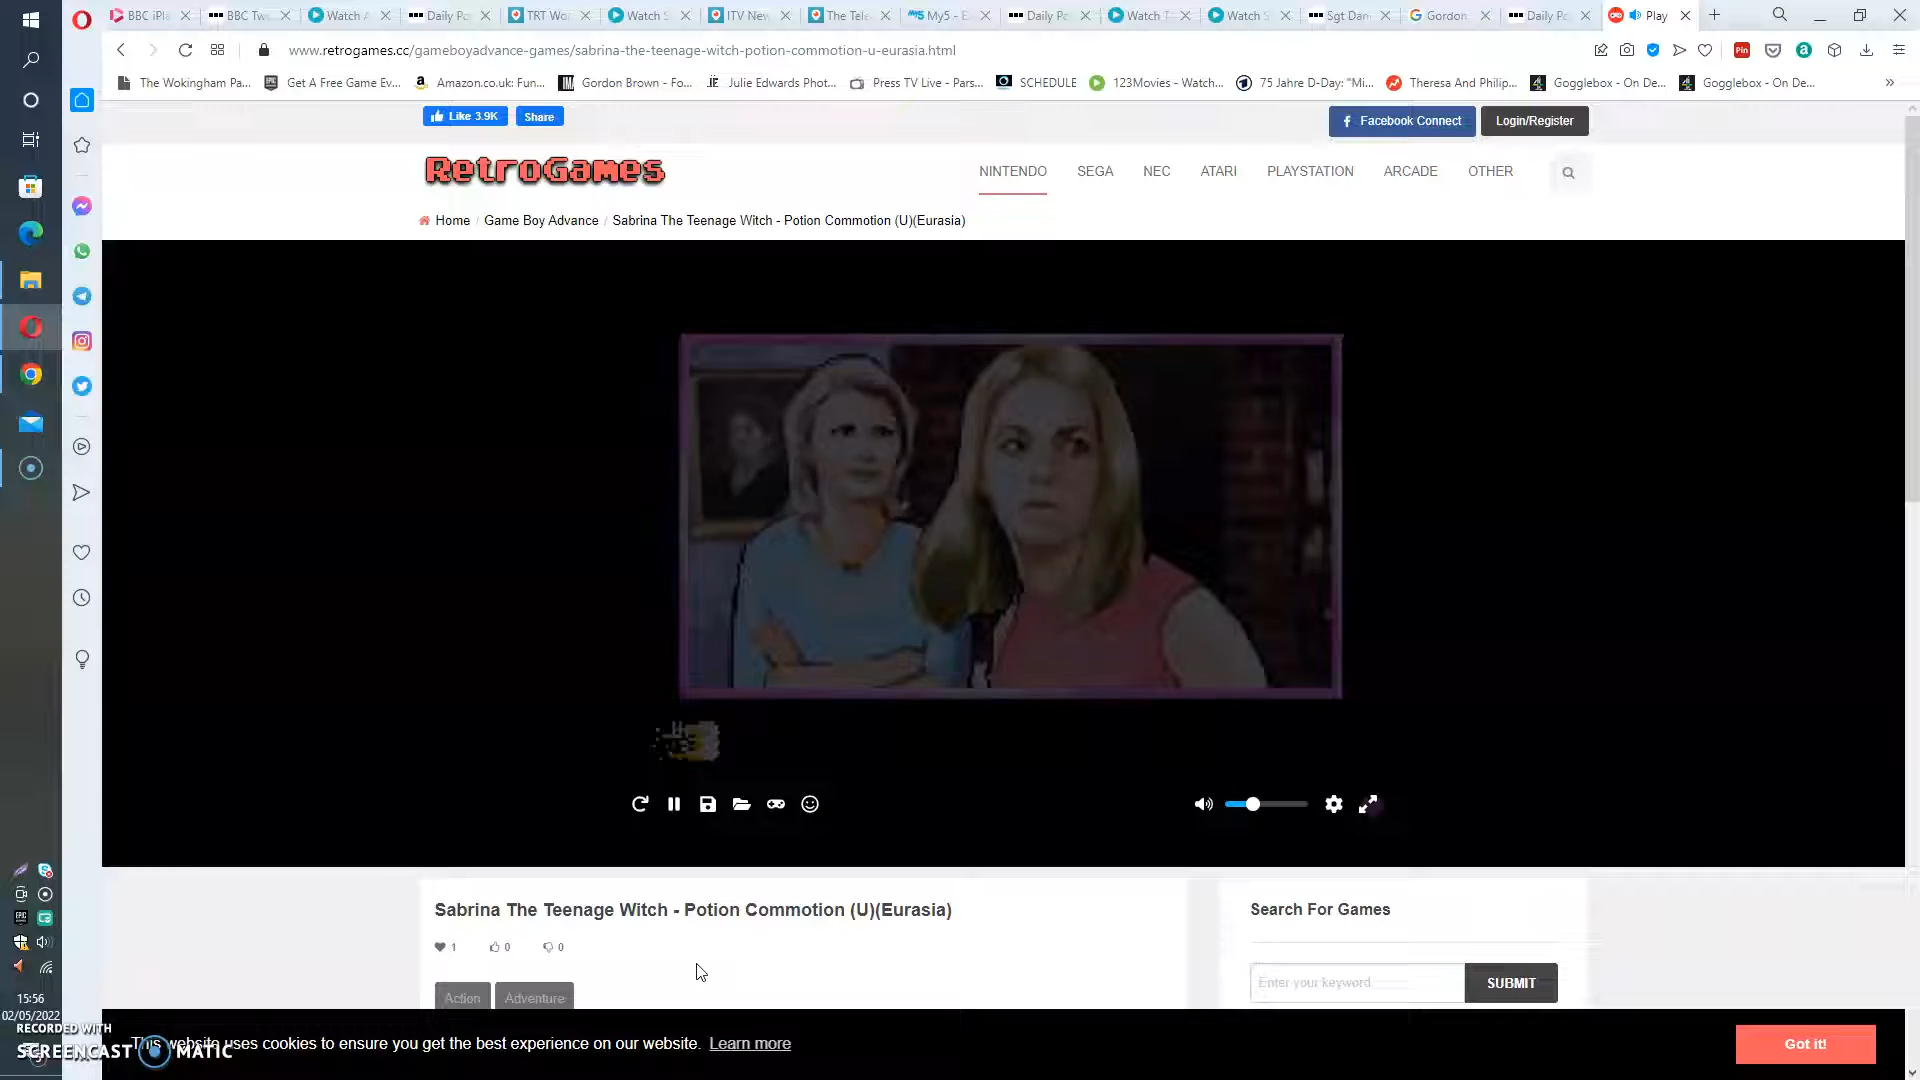 BBC iPla
BBC Two
Watch A
Daily Po
TRT Wo
Watch S
ITV New
The Tele
My5 - E
Daily Po
Watch T
Watch S
Sgt Dan
Gordon
Daily Po
Play
www.retrogames.cc/gameboyadvance-games/sabrina-the-teenage-witch-potion-commotion-u-eurasia.html
The Wokingham Pa...
Get A Free Game Ev...
Amazon.co.uk: Fun...
Gordon Brown - Fo...
Julie Edwards Phot...
Press TV Live - Pars...
SCHEDULE
123Movies - Watch...
75 Jahre D-Day: "Mi...
Theresa And Philip...
Gogglebox - On De...
Gogglebox - On De...
Like 3.9K
Share
Facebook Connect
Login/Register
RetroGames
NINTENDO
SEGA
NEC
ATARI
PLAYSTATION
ARCADE
OTHER
Home / Game Boy Advance / Sabrina The Teenage Witch - Potion Commotion (U)(Eurasia)
Sabrina The Teenage Witch - Potion Commotion (U)(Eurasia)
1
0
0
Action
Adventure
Search For Games
Enter your keyword
SUBMIT
15:56
02/05/2022
RECORDED WITH
SCREENCAST MATIC
This website uses cookies to ensure you get the best experience on our website. Learn more
Got it!